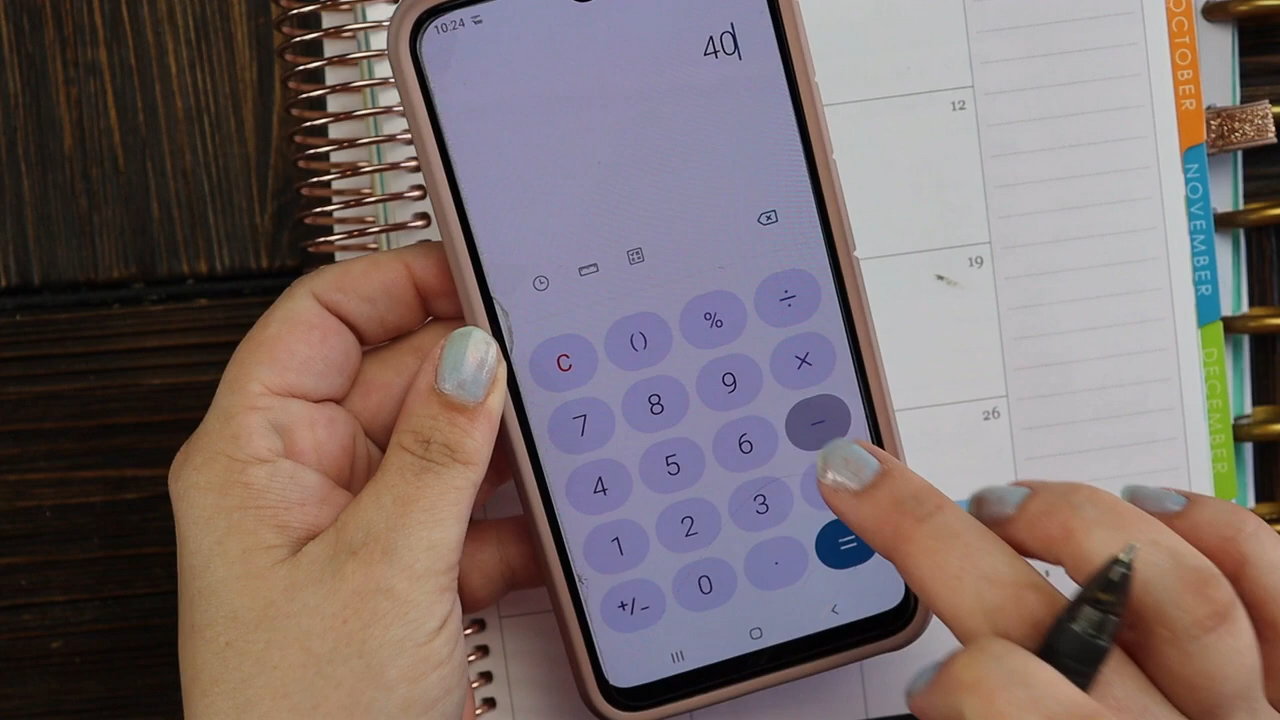 10:24
40
C () % ÷
7 8 9 ×
4 5 6 −
1 2 3
+/- 0 . =
12
19
26
OCTOBER
NOVEMBER
DECEMBER